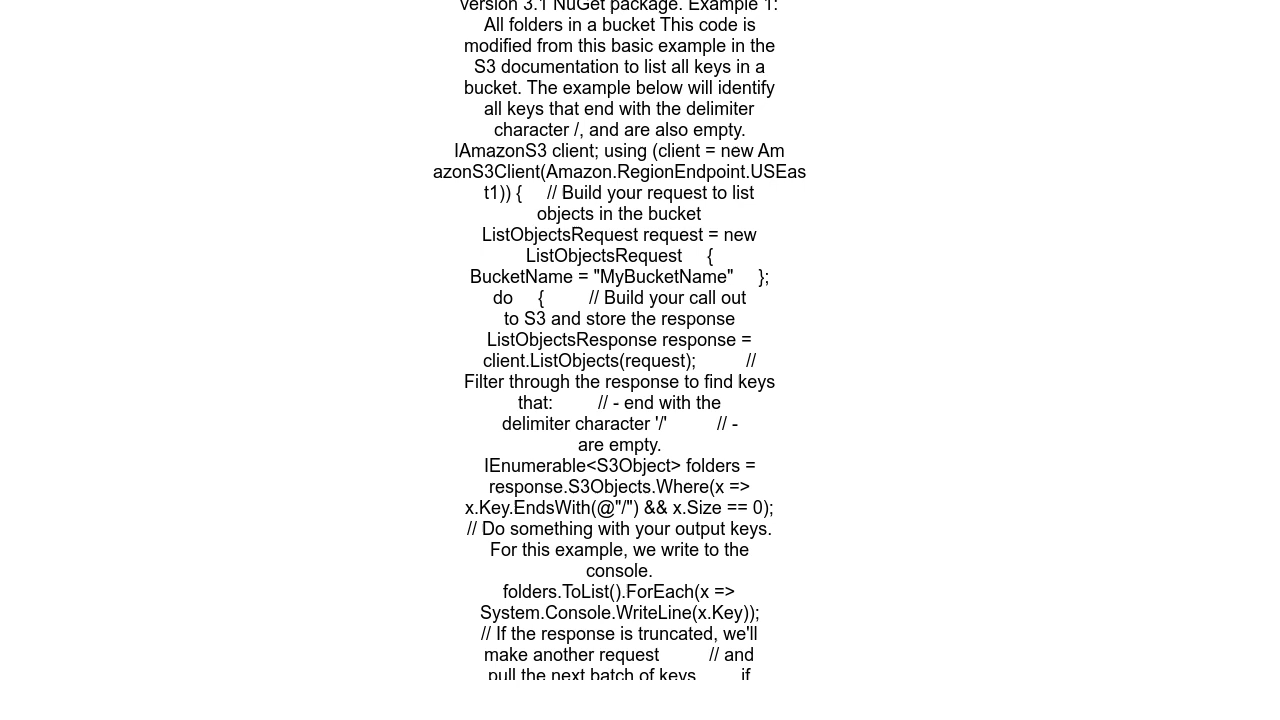 version 3.1 NuGet package. Example 1:
All folders in a bucket This code is
modified from this basic example in the
S3 documentation to list all keys in a
bucket. The example below will identify
all keys that end with the delimiter
character /, and are also empty.
IAmazonS3 client; using (client = new Am
azonS3Client(Amazon.RegionEndpoint.USEas
t1)) {     // Build your request to list
objects in the bucket
ListObjectsRequest request = new
ListObjectsRequest     {
BucketName = "MyBucketName"     };
do     {         // Build your call out
to S3 and store the response
ListObjectsResponse response =
client.ListObjects(request);          //
Filter through the response to find keys
that:         // - end with the
delimiter character '/'          // -
are empty.
IEnumerable<S3Object> folders =
response.S3Objects.Where(x =>
x.Key.EndsWith(@"/") && x.Size == 0);
// Do something with your output keys.
For this example, we write to the
console.
folders.ToList().ForEach(x =>
System.Console.WriteLine(x.Key));
// If the response is truncated, we'll
make another request          // and
pull the next batch of keys         if